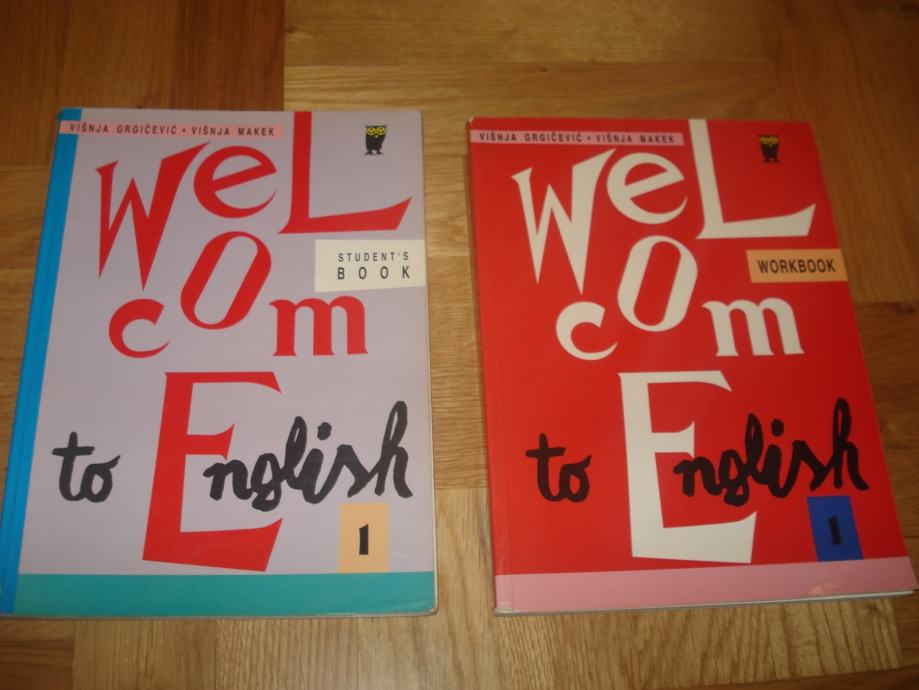 VIŠNJA GRGIČEVIĆ • VIŠNJA MAKEK
WeL
STUDENT'S
BOOK
com
to English
1
VIŠNJA GRGIČEVIĆ • VIŠNJA MAKEK
WeL
WORKBOOK
com
to English
1